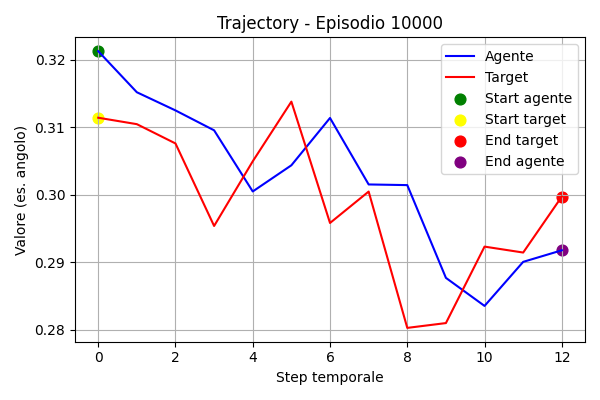 Trajectory - Episodio 10000
Valore (es. angolo)
0.32
0.31
0.30
0.29
0.28
Agente
Target
Start agente
Start target
End target
End agente
0 2 4 6 8 10 12
Step temporale